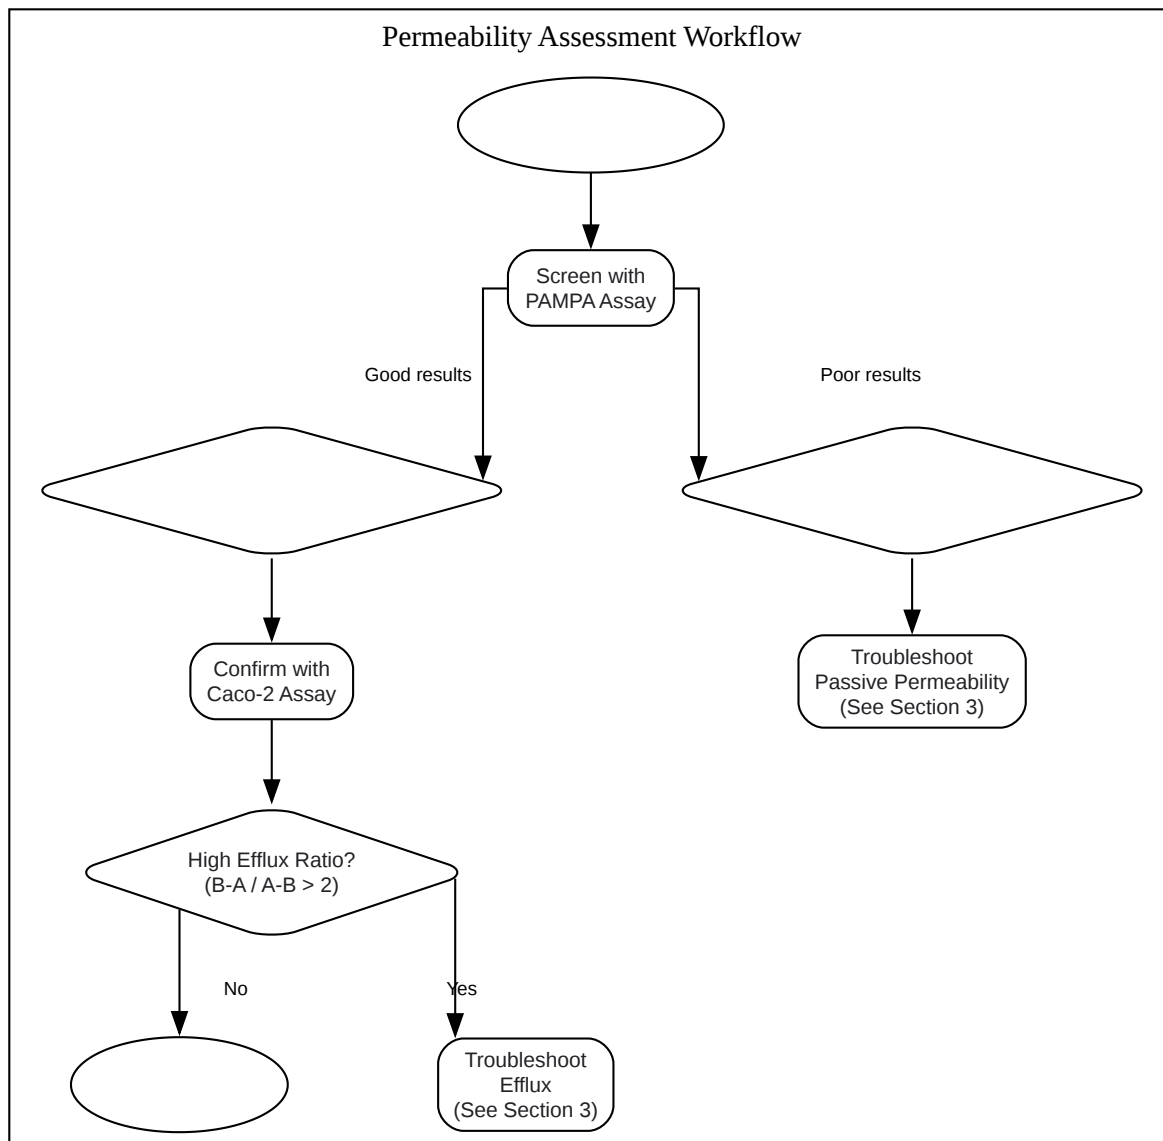 Permeability Assessment Workflow
Screen with
PAMPA Assay
Good results
Poor results
Confirm with
Caco-2 Assay
Troubleshoot
Passive Permeability
(See Section 3)
High Efflux Ratio?
(B-A / A-B > 2)
No
Yes
Troubleshoot
Efflux
(See Section 3)